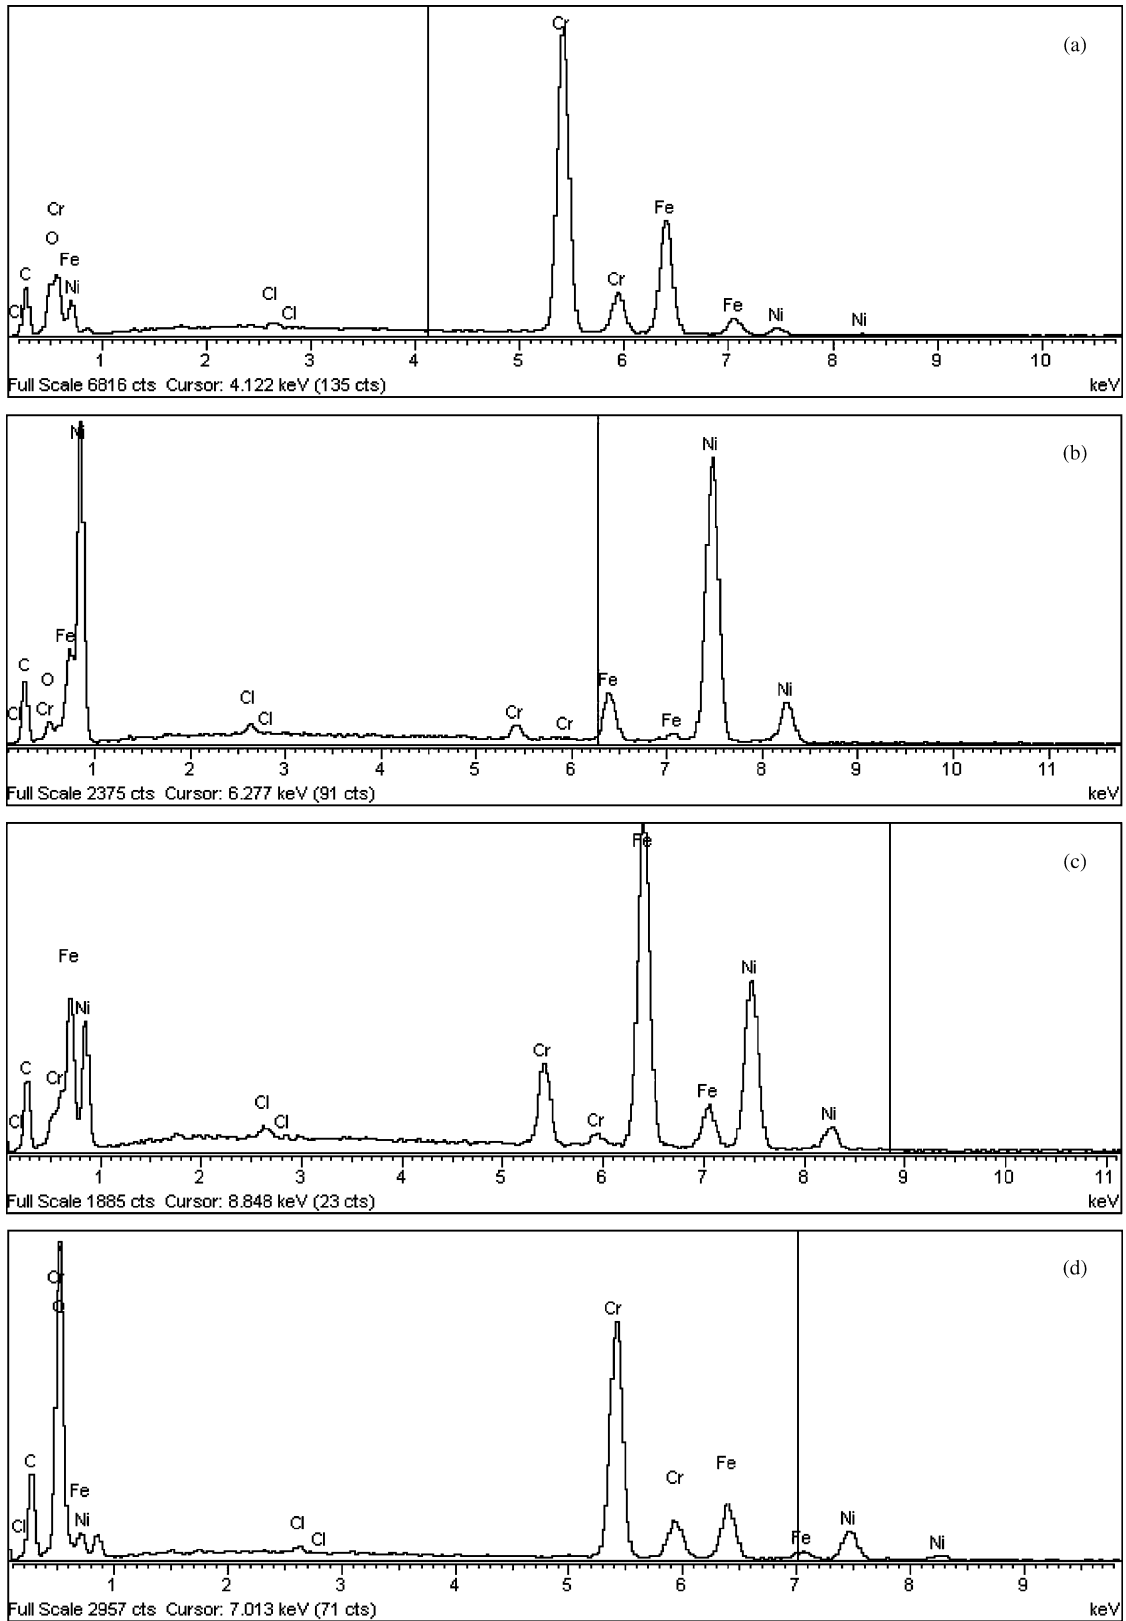 Cr
(a)
Cr
Fe
O
Fe
C
Ni
Cr
Cl
Cl
Fe
Ni
Ni
1 2 3 4 5 6 7 8 9 10
Full Scale 6816 cts Cursor: 4.122 keV (135 cts) keV
Ni
Ni
(b)
Fe
C
O
Fe
Ni
Cl
Cr
Cr
Cl
Cr
Fe
1 2 3 4 5 6 7 8 9 10 11
Full Scale 2375 cts Cursor: 6.277 keV (91 cts) keV
Fe
(c)
Fe
Ni
Ni
Cr
C
Cr
Fe
Cl
Cl
Cr
Ni
1 2 3 4 5 6 7 8 9 10 11
Full Scale 1885 cts Cursor: 8.848 keV (23 cts) keV
(d)
O
Cr
C
Fe
Cr
Fe
Cl
Ni
Cl
Cl
Fe
Ni
Ni
1 2 3 4 5 6 7 8 9
Full Scale 2957 cts Cursor: 7.013 keV (71 cts) keV